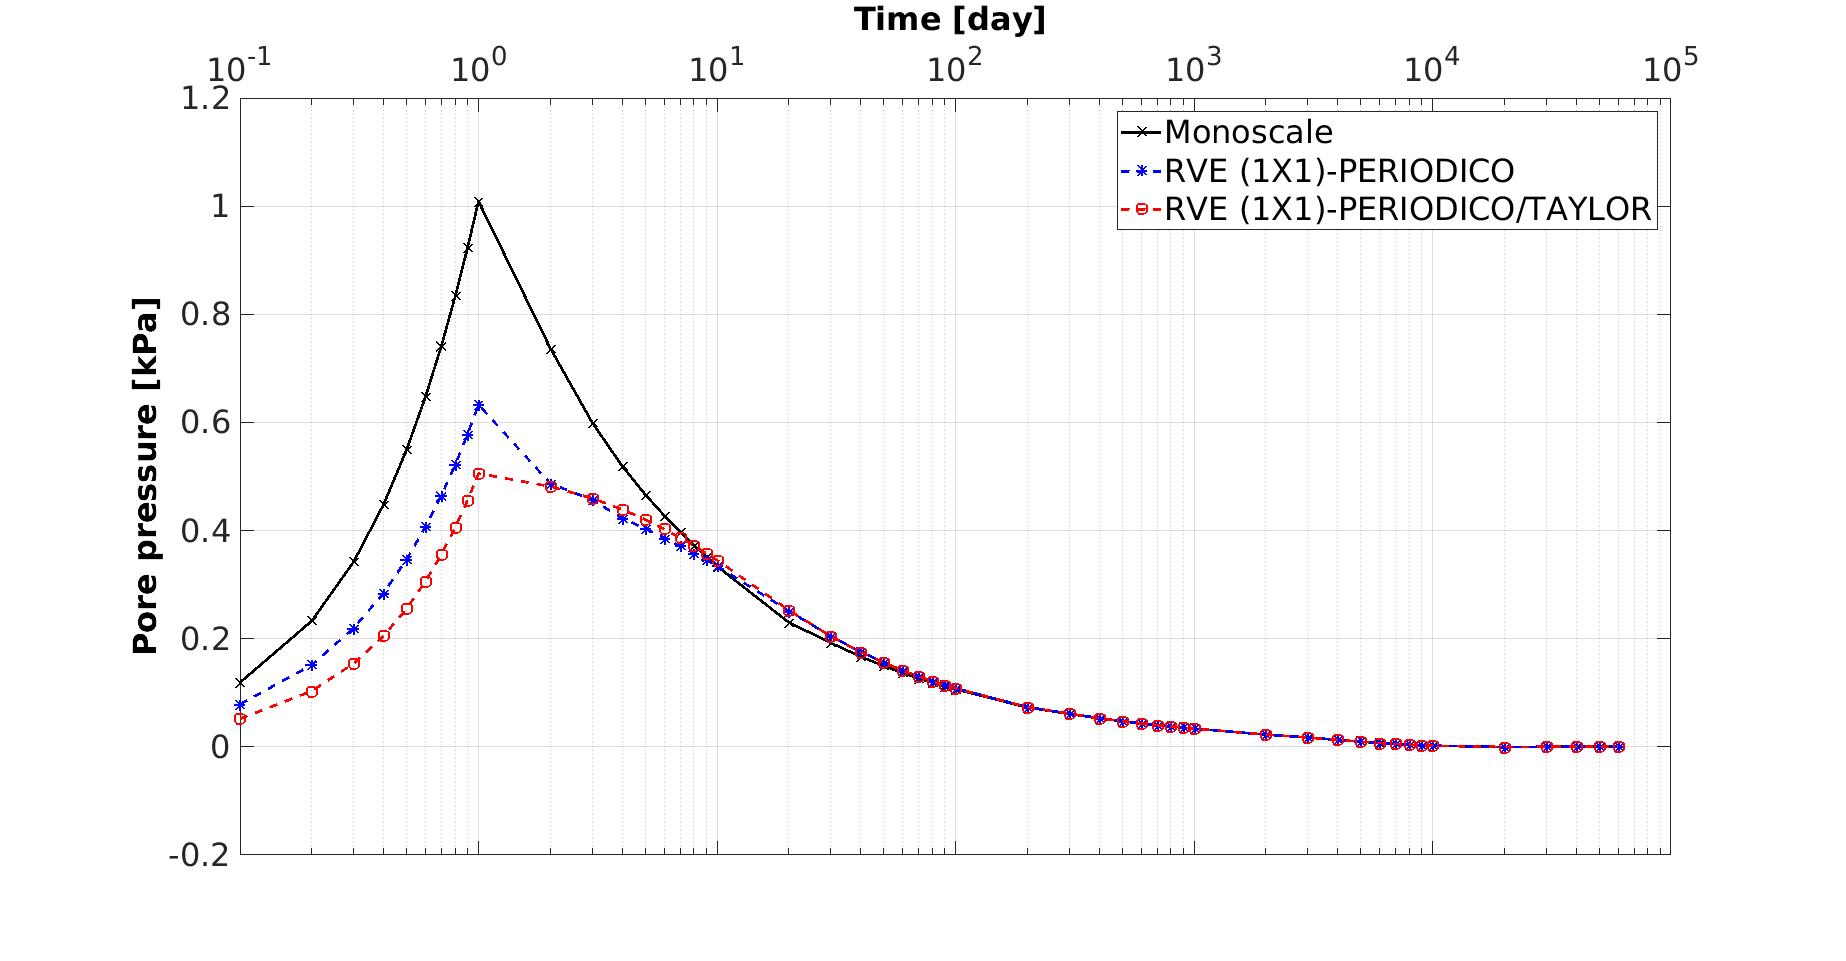 Time [day]
10^-1 10^0 10^1 10^2 10^3 10^4 10^5
1.2
1
0.8
0.6
0.4
0.2
0
-0.2
Pore pressure [kPa]
Monoscale
RVE (1X1)-PERIODICO
RVE (1X1)-PERIODICO/TAYLOR